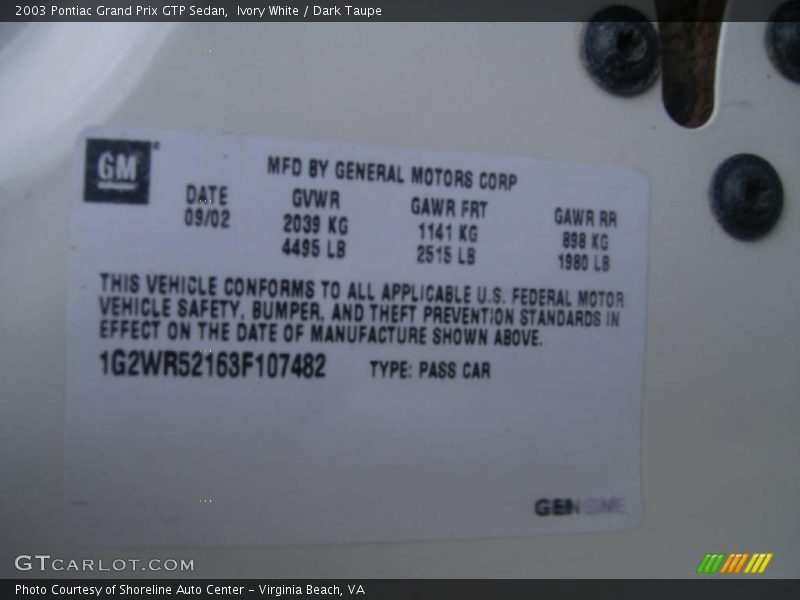 2003 Pontiac Grand Prix GTP Sedan,  Ivory White / Dark Taupe
GM
MFD BY GENERAL MOTORS CORP
DATE GVWR GAWR FRT GAWR RR
09/02 2039 KG 1141 KG 898 KG
4495 LB 2515 LB 1980 LB
THIS VEHICLE CONFORMS TO ALL APPLICABLE U.S. FEDERAL MOTOR
VEHICLE SAFETY, BUMPER, AND THEFT PREVENTION STANDARDS IN
EFFECT ON THE DATE OF MANUFACTURE SHOWN ABOVE.
1G2WR52163F107482 TYPE: PASS CAR
GTCARLOT.COM
Photo Courtesy of Shoreline Auto Center - Virginia Beach, VA